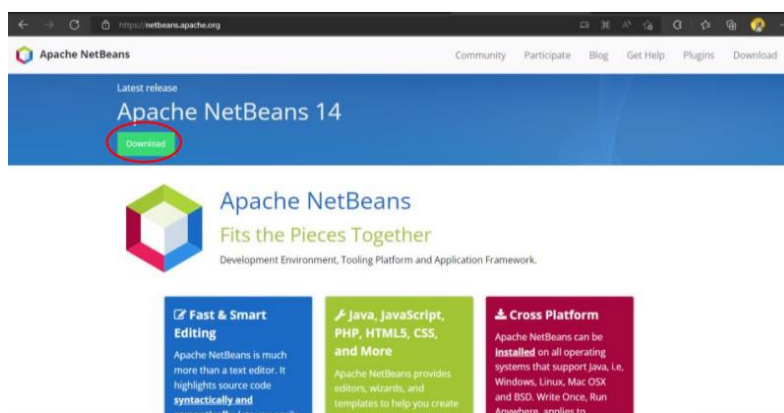 https://netbeans.apache.org
Apache NetBeans
Community Participate Blog Get Help Plugins Download
Latest release
Apache NetBeans 14
Download
Apache NetBeans
Fits the Pieces Together
Development Environment, Tooling Platform and Application Framework.
Fast & Smart
Editing
Apache NetBeans is much
more than a text editor. It
highlights source code
syntactically and
Java, JavaScript,
PHP, HTML5, CSS,
and More
Apache NetBeans provides
editors, wizards, and
templates to help you create
Cross Platform
Apache NetBeans can be
installed on all operating
systems that support Java, i.e,
Windows, Linux, Mac OSX
and BSD. Write Once, Run
Anywhere, applies to